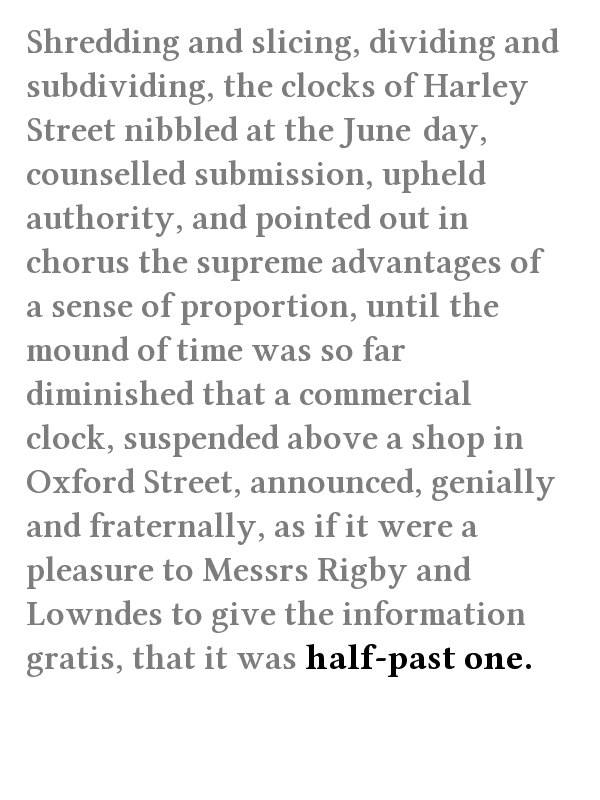 Shredding and slicing, dividing and
subdividing, the clocks of Harley
Street nibbled at the June day,
counselled submission, upheld
authority, and pointed out in
chorus the supreme advantages of
a sense of proportion, until the
mound of time was so far
diminished that a commercial
clock, suspended above a shop in
Oxford Street, announced, genially
and fraternally, as if it were a
pleasure to Messrs Rigby and
Lowndes to give the information
gratis, that it was half-past one.